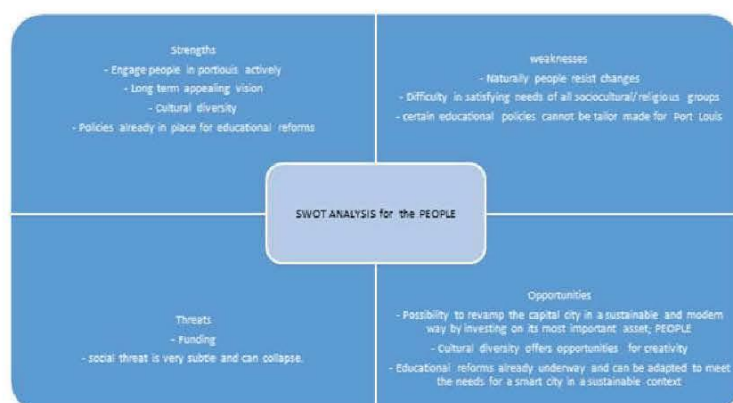 Strengths
- Engage people in portlouis actively
- Long term appealing vision
- Cultural diversity
- Policies already in place for educational reforms
weaknesses
- Naturally people resist changes
- Difficulty in satisfying needs of all sociocultural/religious groups
- certain educational policies cannot be tailor made for Port Louis
SWOT ANALYSIS for the PEOPLE
Threats
- Funding
- social threat is very subtle and can collapse.
Opportunities
- Possibility to revamp the capital city in a sustainable and modern
way by investing on its most important asset; PEOPLE
- Cultural diversity offers opportunities for creativity
- Educational reforms already underway and can be adapted to meet
the needs for a smart city in a sustainable context